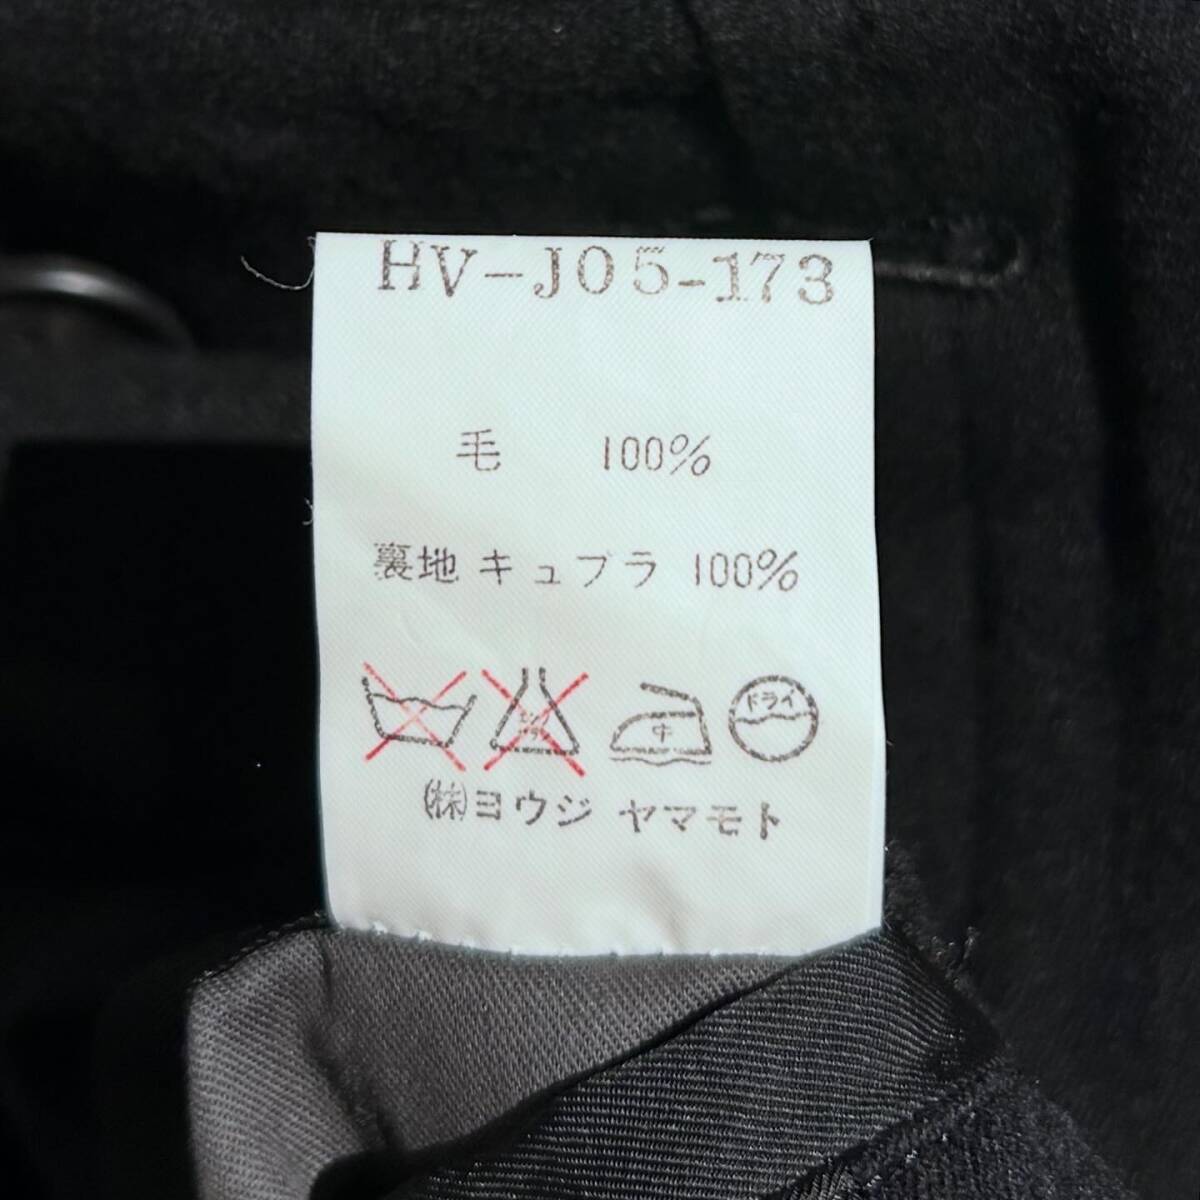 HV-J05-173
毛 100%
裏地 キュプラ 100%
中 ドライ
(株)ヨウジ ヤマモト